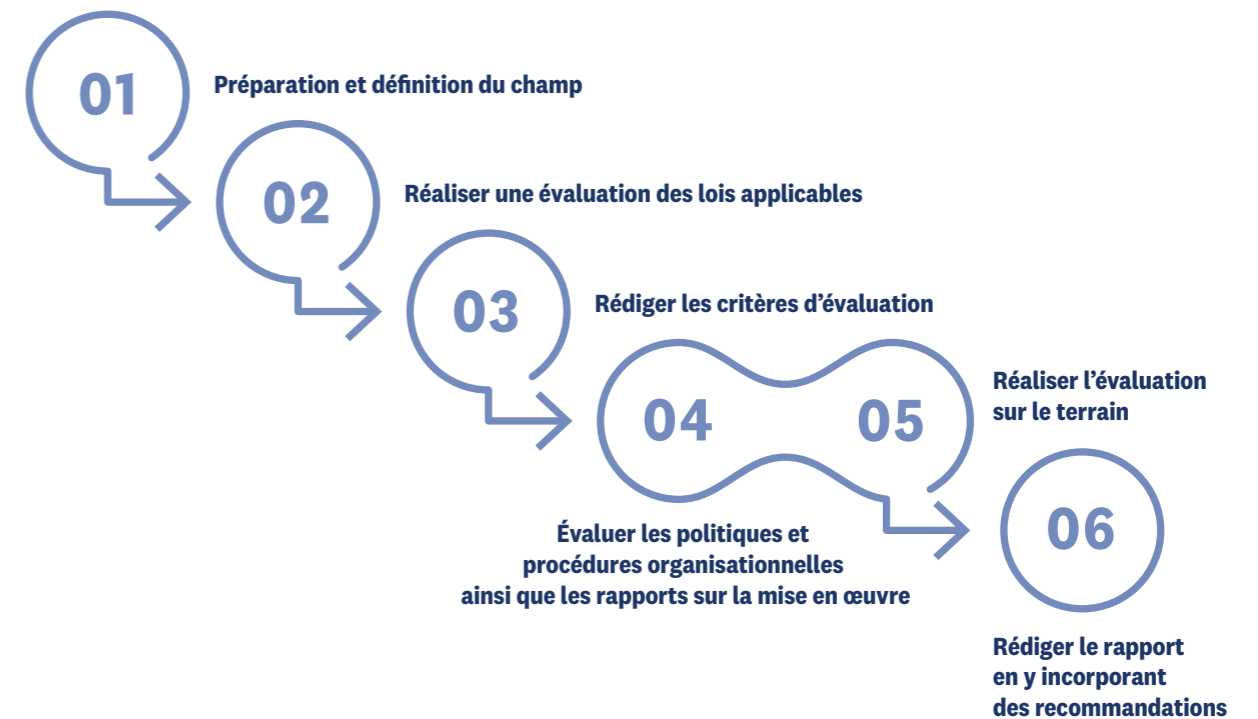 01
Préparation et définition du champ
02
Réaliser une évaluation des lois applicables
03
Rédiger les critères d’évaluation
04
Évaluer les politiques et
procédures organisationnelles
ainsi que les rapports sur la mise en œuvre
05
Réaliser l’évaluation
sur le terrain
06
Rédiger le rapport
en y incorporant
des recommandations